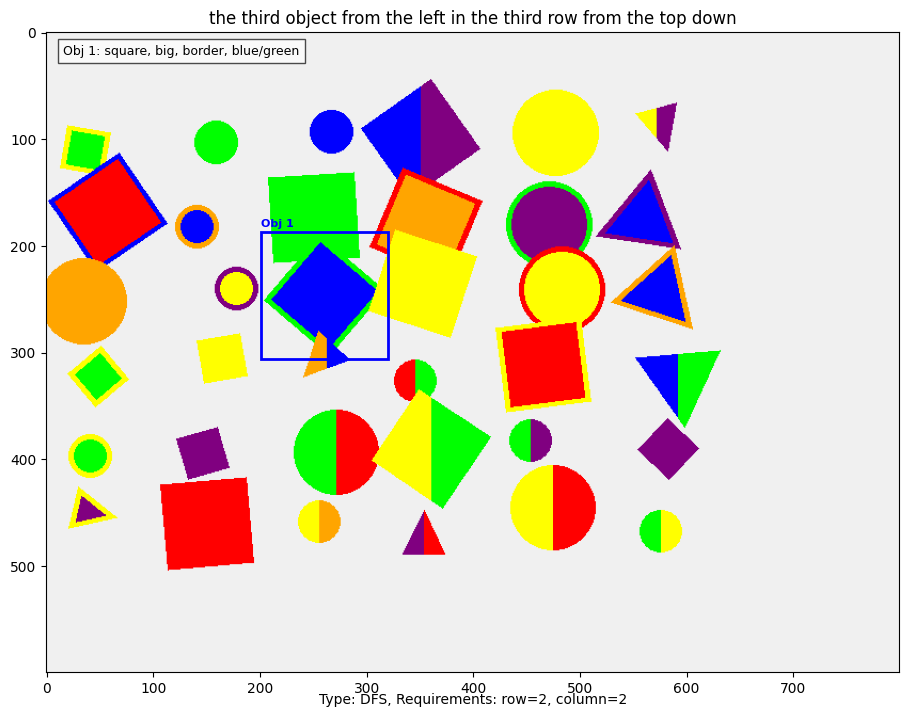 the third object from the left in the third row from the top down
0
100
200
300
400
500
Obj 1: square, big, border, blue/green
Obj 1
0 100 200 300 400 500 600 700
Type: DFS, Requirements: row=2, column=2